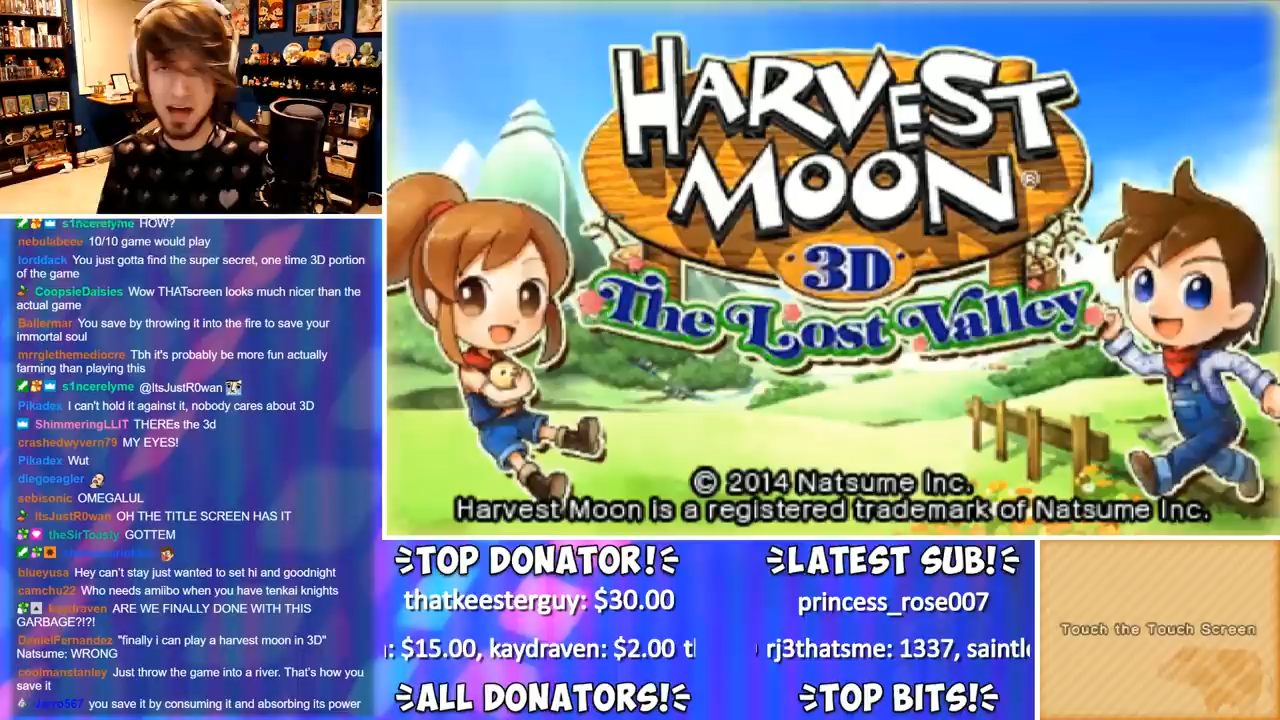 s1ncerelyme HOW?
nebulabeee 10/10 game would play
lorddack You just gotta find the super secret, one time 3D portion
of the game
CoopsieDaisies Wow THATscreen looks much nicer than the
actual game
Ballermar You save by throwing it into the fire to save your
immortal soul
mrrglethemediocre Tbh it's probably be more fun actually
farming than playing this
s1ncerelyme @ItsJustR0wan
Pikadex I can't hold it against it, nobody cares about 3D
ShimmeringLLIT THEREs the 3d
crashedwyvern79 MY EYES!
Pikadex Wut
diegoeagler
sebisonic OMEGALUL
ItsJustR0wan OH THE TITLE SCREEN HAS IT
theSirToasty GOTTEM
blueyusa Hey can't stay just wanted to set hi and goodnight
camchu22 Who needs amiibo when you have tenkai knights
kaydraven ARE WE FINALLY DONE WITH THIS
GARBAGE?!?!
DanielFernandez "finally i can play a harvest moon in 3D"
Natsume: WRONG
coolmanstanley Just throw the game into a river. That's how you
save it
Jarro567 you save it by consuming it and absorbing its power
HARVEST
MOON®
3D
The Lost Valley
© 2014 Natsume Inc.
Harvest Moon is a registered trademark of Natsume Inc.
TOP DONATOR!
thatkeesterguy: $30.00
: $15.00, kaydraven: $2.00 tl
ALL DONATORS!
LATEST SUB!
princess_rose007
rj3thatsme: 1337, saintl
TOP BITS!
Touch the Touch Screen